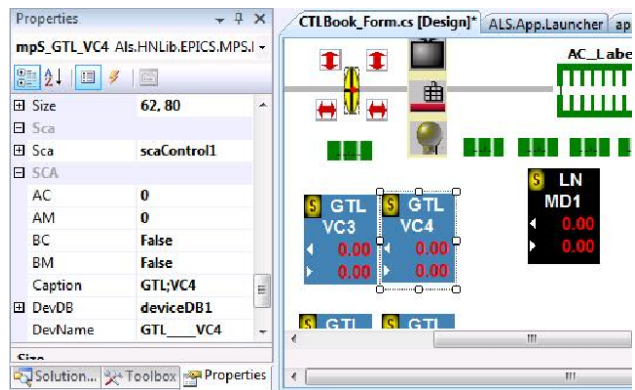 Properties
mpS_GTL_VC4 Als.HNLib.EPICS.MPS.
Size 62, 80
Sca
Sca scaControl1
SCA
AC 0
AM 0
BC False
BM False
Caption GTL;VC4
DevDB deviceDB1
DevName GTL____VC4
Size
Solution... Toolbox Properties
CTLBook_Form.cs [Design]* ALS.App.Launcher ap
AC_Labe
S GTL
VC3
0.00
0.00
S GTL
VC4
0.00
0.00
S LN
MD1
0.00
0.00
S GTL S GTL